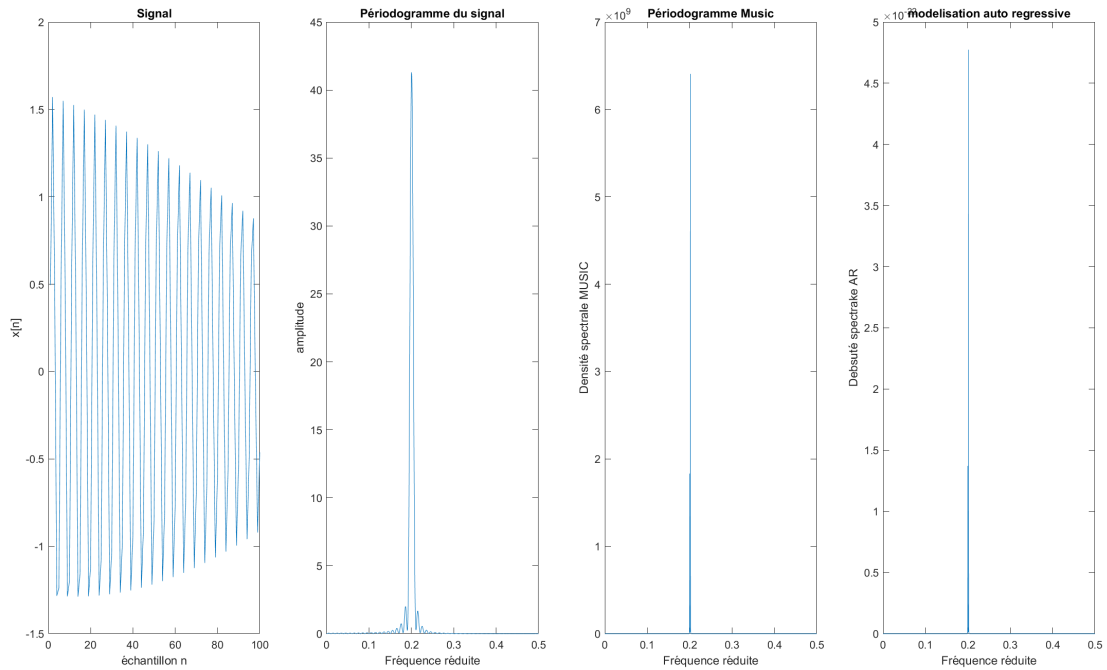 Signal
2
1.5
1
0.5
0
-0.5
-1
-1.5
0 20 40 60 80 100
x[n]
échantillon n
Périodogramme du signal
45
40
35
30
25
20
15
10
5
0
0 0.1 0.2 0.3 0.4 0.5
amplitude
Fréquence réduite
Périodogramme Music
×10^9
7
6
5
4
3
2
1
0
0 0.1 0.2 0.3 0.4 0.5
Densité spectrale MUSIC
Fréquence réduite
modelisation auto regressive
×10
5
4.5
4
3.5
3
2.5
2
1.5
1
0.5
0
0 0.1 0.2 0.3 0.4 0.5
Debsuté spectrake AR
Fréquence réduite